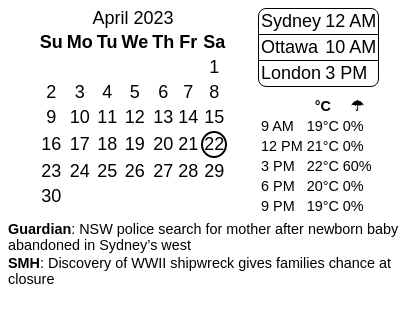 April 2023
Su Mo Tu We Th Fr Sa
1
2 3 4 5 6 7 8
9 10 11 12 13 14 15
16 17 18 19 20 21 22
23 24 25 26 27 28 29
30
Sydney 12 AM
Ottawa 10 AM
London 3 PM
°C ☂
9 AM 19°C 0%
12 PM 21°C 0%
3 PM 22°C 60%
6 PM 20°C 0%
9 PM 19°C 0%
Guardian: NSW police search for mother after newborn baby
abandoned in Sydney's west
SMH: Discovery of WWII shipwreck gives families chance at
closure